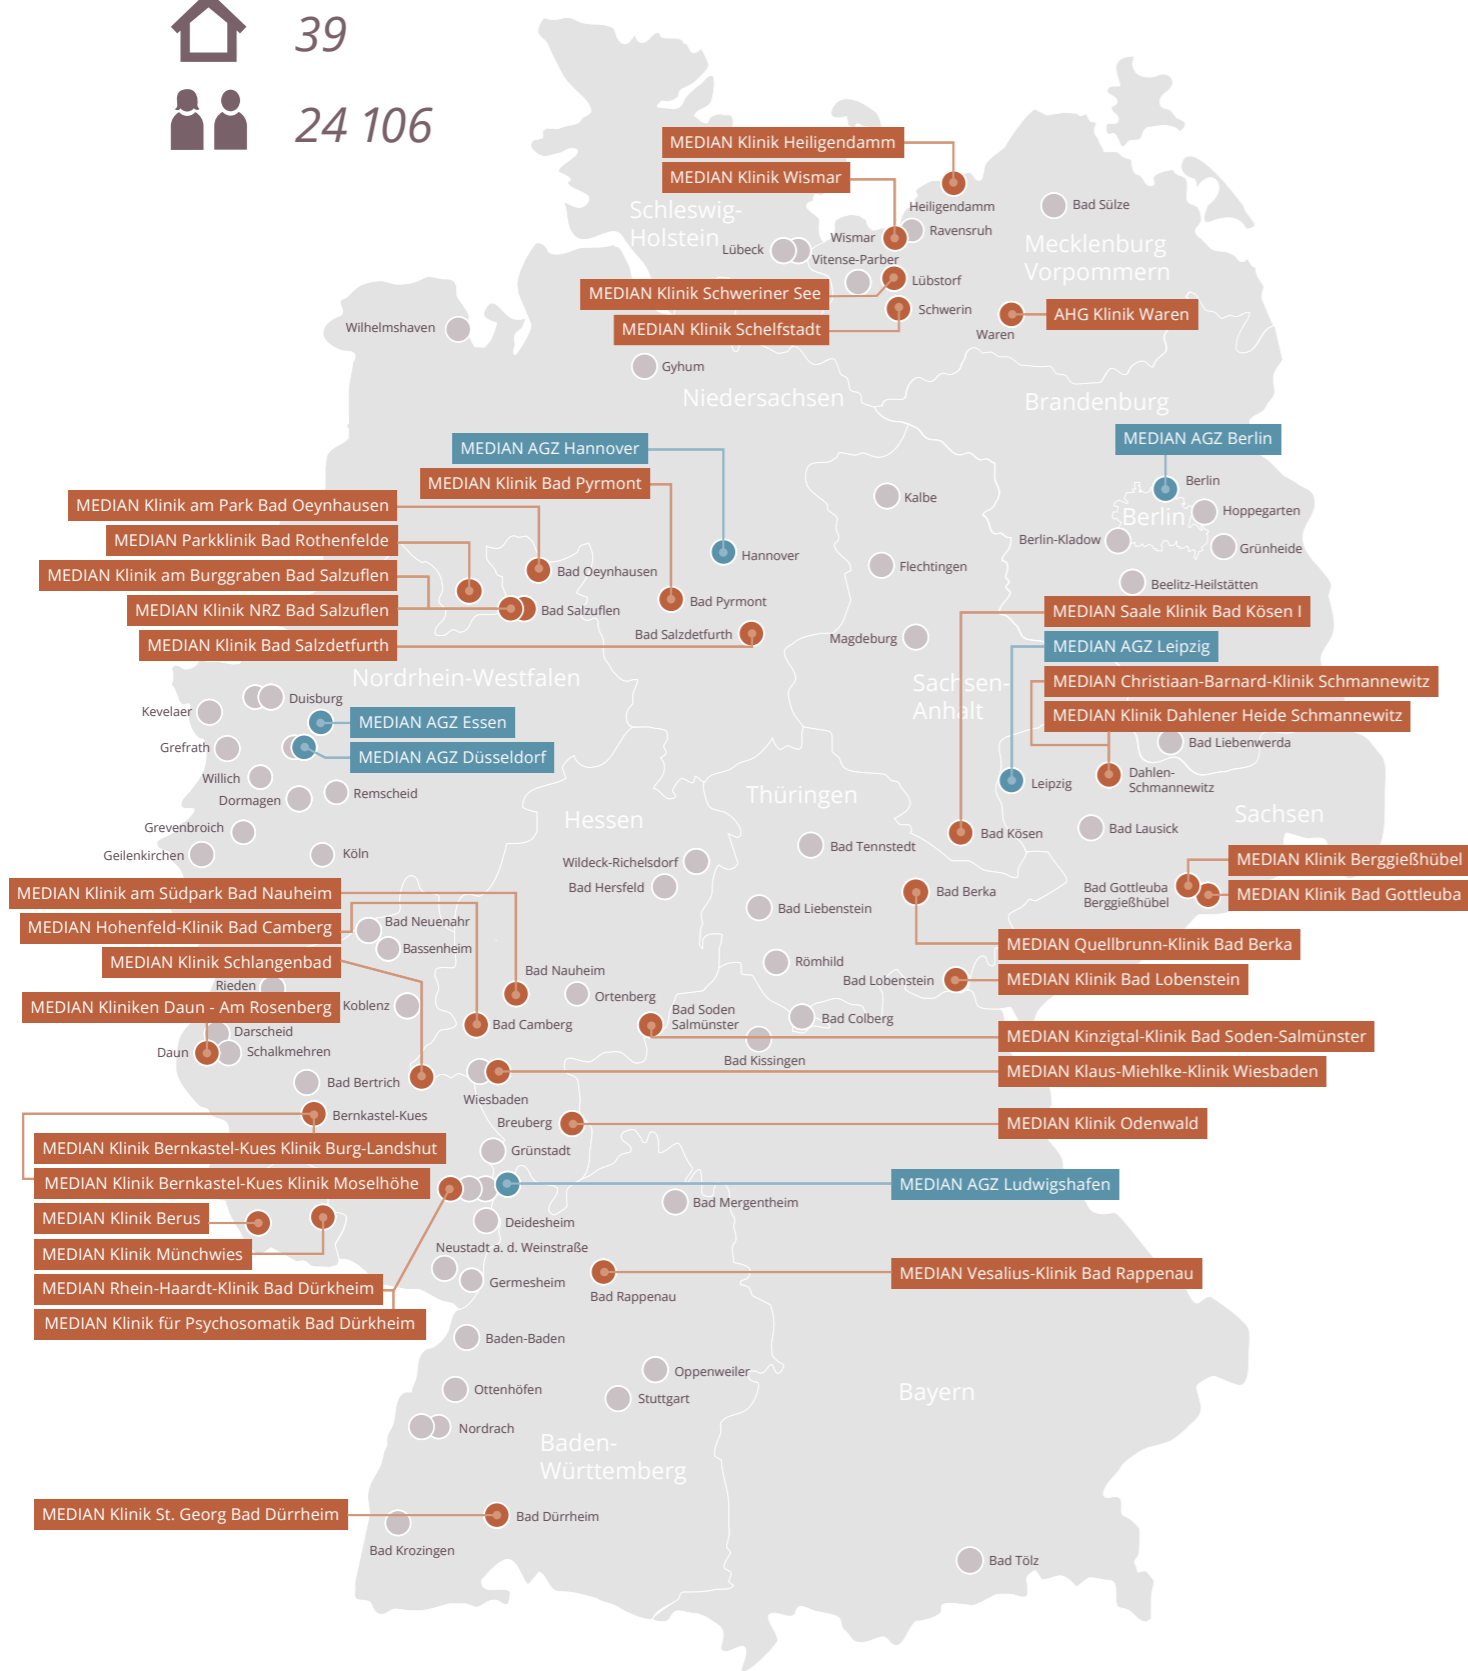 39
24 106
MEDIAN Klinik Heiligendamm
MEDIAN Klinik Wismar
Heiligendamm
Bad Sülze
Schleswig-
Holstein
Ravensruh
Wismar
Mecklenburg
Vorpommern
Lübeck
Vitense-Parber
Lübstorf
MEDIAN Klinik Schweriner See
Schwerin
AHG Klinik Waren
MEDIAN Klinik Schelfstadt
Waren
Wilhelmshaven
Gyhum
Niedersachsen
Brandenburg
MEDIAN AGZ Hannover
MEDIAN AGZ Berlin
MEDIAN Klinik Bad Pyrmont
Berlin
MEDIAN Klinik am Park Bad Oeynhausen
Kalbe
Hoppegarten
Berlin
MEDIAN Parkklinik Bad Rothenfelde
Berlin-Kladow
Grünheide
Hannover
MEDIAN Klinik am Burggraben Bad Salzuflen
Bad Oeynhausen
Flechtingen
Beelitz-Heilstätten
MEDIAN Klinik NRZ Bad Salzuflen
Bad Salzuflen
Bad Pyrmont
MEDIAN Saale Klinik Bad Kösen I
MEDIAN Klinik Bad Salzdetfurth
Bad Salzdetfurth
Magdeburg
MEDIAN AGZ Leipzig
Nordrhein-Westfalen
Sachsen-
Anhalt
MEDIAN Christiaan-Barnard-Klinik Schmannewitz
Duisburg
Kevelaer
MEDIAN AGZ Essen
MEDIAN Klinik Dahlener Heide Schmannewitz
Grefrath
MEDIAN AGZ Düsseldorf
Bad Liebenwerda
Willich
Dahlen-
Schmannewitz
Leipzig
Dormagen
Remscheid
Thüringen
Hessen
Sachsen
Grevenbroich
Bad Kösen
Bad Lausick
Geilenkirchen
Köln
Bad Tennstedt
Wildeck-Richelsdorf
MEDIAN Klinik Berggießhübel
Bad Hersfeld
Bad Gottleuba
Berggießhübel
MEDIAN Klinik am Südpark Bad Nauheim
Bad Berka
MEDIAN Klinik Bad Gottleuba
Bad Liebenstein
MEDIAN Hohenfeld-Klinik Bad Camberg
Bad Neuenahr
Bassenheim
MEDIAN Quellbrunn-Klinik Bad Berka
MEDIAN Klinik Schlangenbad
Römhild
Bad Nauheim
Bad Lobenstein
MEDIAN Klinik Bad Lobenstein
Rieden
Ortenberg
MEDIAN Kliniken Daun - Am Rosenberg
Koblenz
Bad Soden
Salmünster
Bad Camberg
Bad Colberg
Darscheid
MEDIAN Kinzigtal-Klinik Bad Soden-Salmünster
Daun
Schalkmehren
Bad Kissingen
MEDIAN Klaus-Miehlke-Klinik Wiesbaden
Bad Bertrich
Wiesbaden
Bernkastel-Kues
Breuberg
MEDIAN Klinik Odenwald
MEDIAN Klinik Bernkastel-Kues Klinik Burg-Landshut
Grünstadt
MEDIAN Klinik Bernkastel-Kues Klinik Moselhöhe
MEDIAN AGZ Ludwigshafen
Bad Mergentheim
MEDIAN Klinik Berus
Deidesheim
MEDIAN Klinik Münchwies
Neustadt a. d. Weinstraße
MEDIAN Vesalius-Klinik Bad Rappenau
MEDIAN Rhein-Haardt-Klinik Bad Dürkheim
Germesheim
Bad Rappenau
MEDIAN Klinik für Psychosomatik Bad Dürkheim
Baden-Baden
Oppenweiler
Ottenhöfen
Stuttgart
Bayern
Nordrach
Baden-
Württemberg
MEDIAN Klinik St. Georg Bad Dürrheim
Bad Dürrheim
Bad Krozingen
Bad Tölz